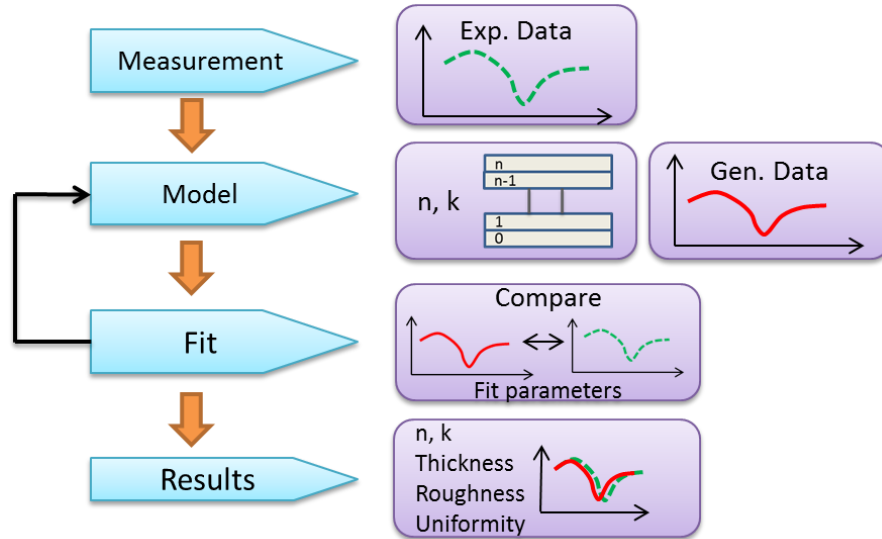 Measurement
Exp. Data
Model
n, k
n
n-1
1
0
Gen. Data
Fit
Compare
Fit parameters
Results
n, k
Thickness
Roughness
Uniformity